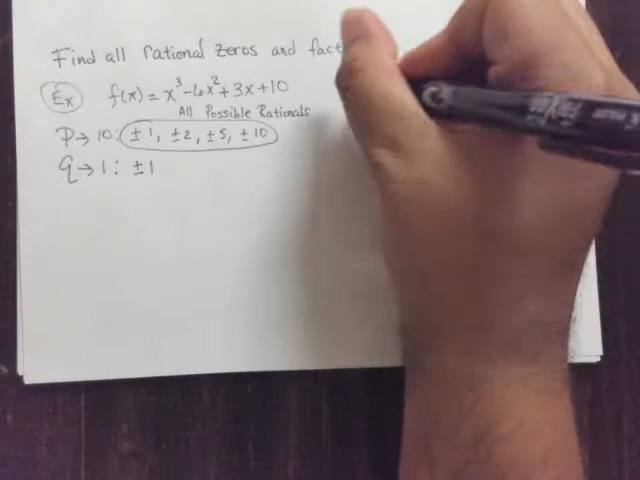 Find all rational zeros and fact
Ex f(x) = x³-6x²+3x+10
All Possible Rationals
P→ 10: ±1, ±2, ±5, ±10
q→1: ±1